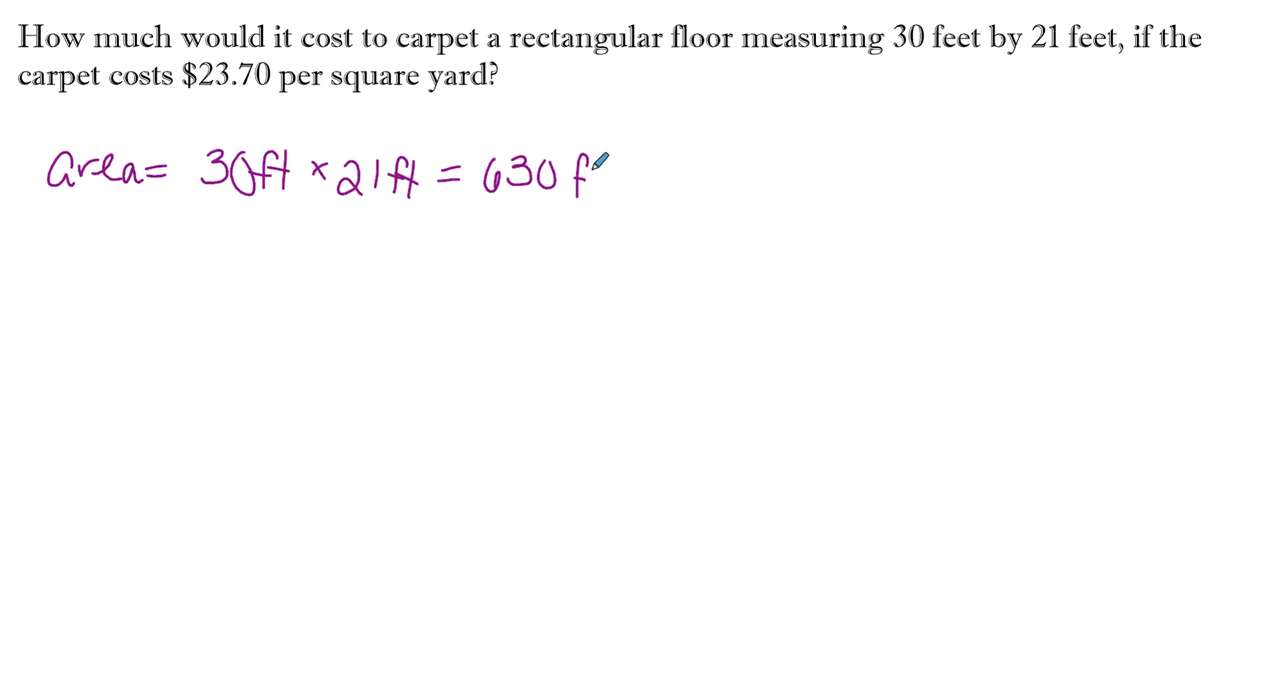 How much would it cost to carpet a rectangular floor measuring 30 feet by 21 feet, if the
carpet costs $23.70 per square yard?
area= 30ft × 21ft = 630 f